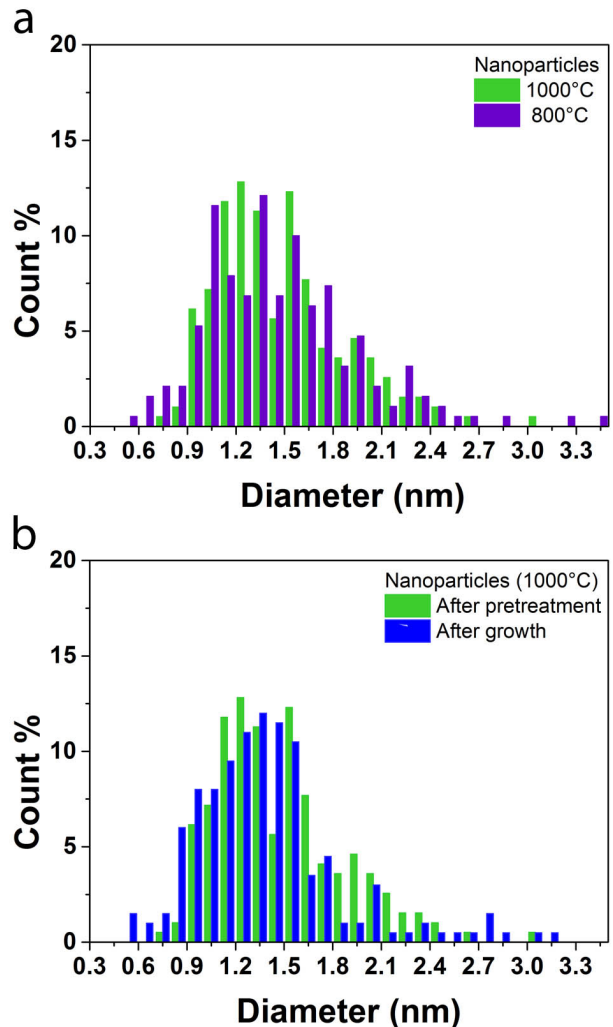 a
20
Nanoparticles
1000°C
800°C
15
10
5
0
Count %
0.3 0.6 0.9 1.2 1.5 1.8 2.1 2.4 2.7 3.0 3.3
Diameter (nm)
b
20
Nanoparticles (1000°C)
After pretreatment
After growth
15
10
5
0
Count %
0.3 0.6 0.9 1.2 1.5 1.8 2.1 2.4 2.7 3.0 3.3
Diameter (nm)